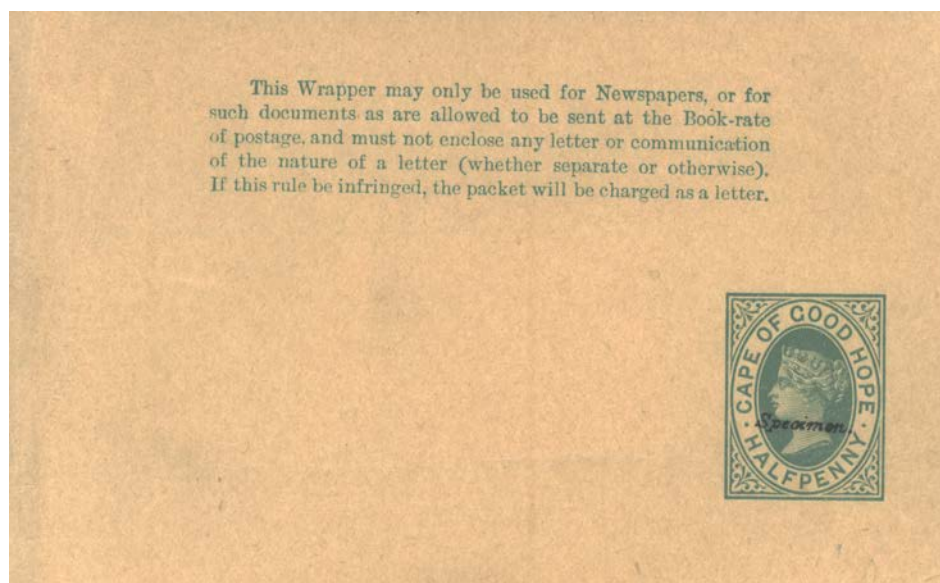 This Wrapper may only be used for Newspapers, or for
such documents as are allowed to be sent at the Book-rate
of postage, and must not enclose any letter or communication
of the nature of a letter (whether separate or otherwise).
If this rule be infringed, the packet will be charged as a letter.
CAPE OF GOOD HOPE
Specimen.
HALFPENNY